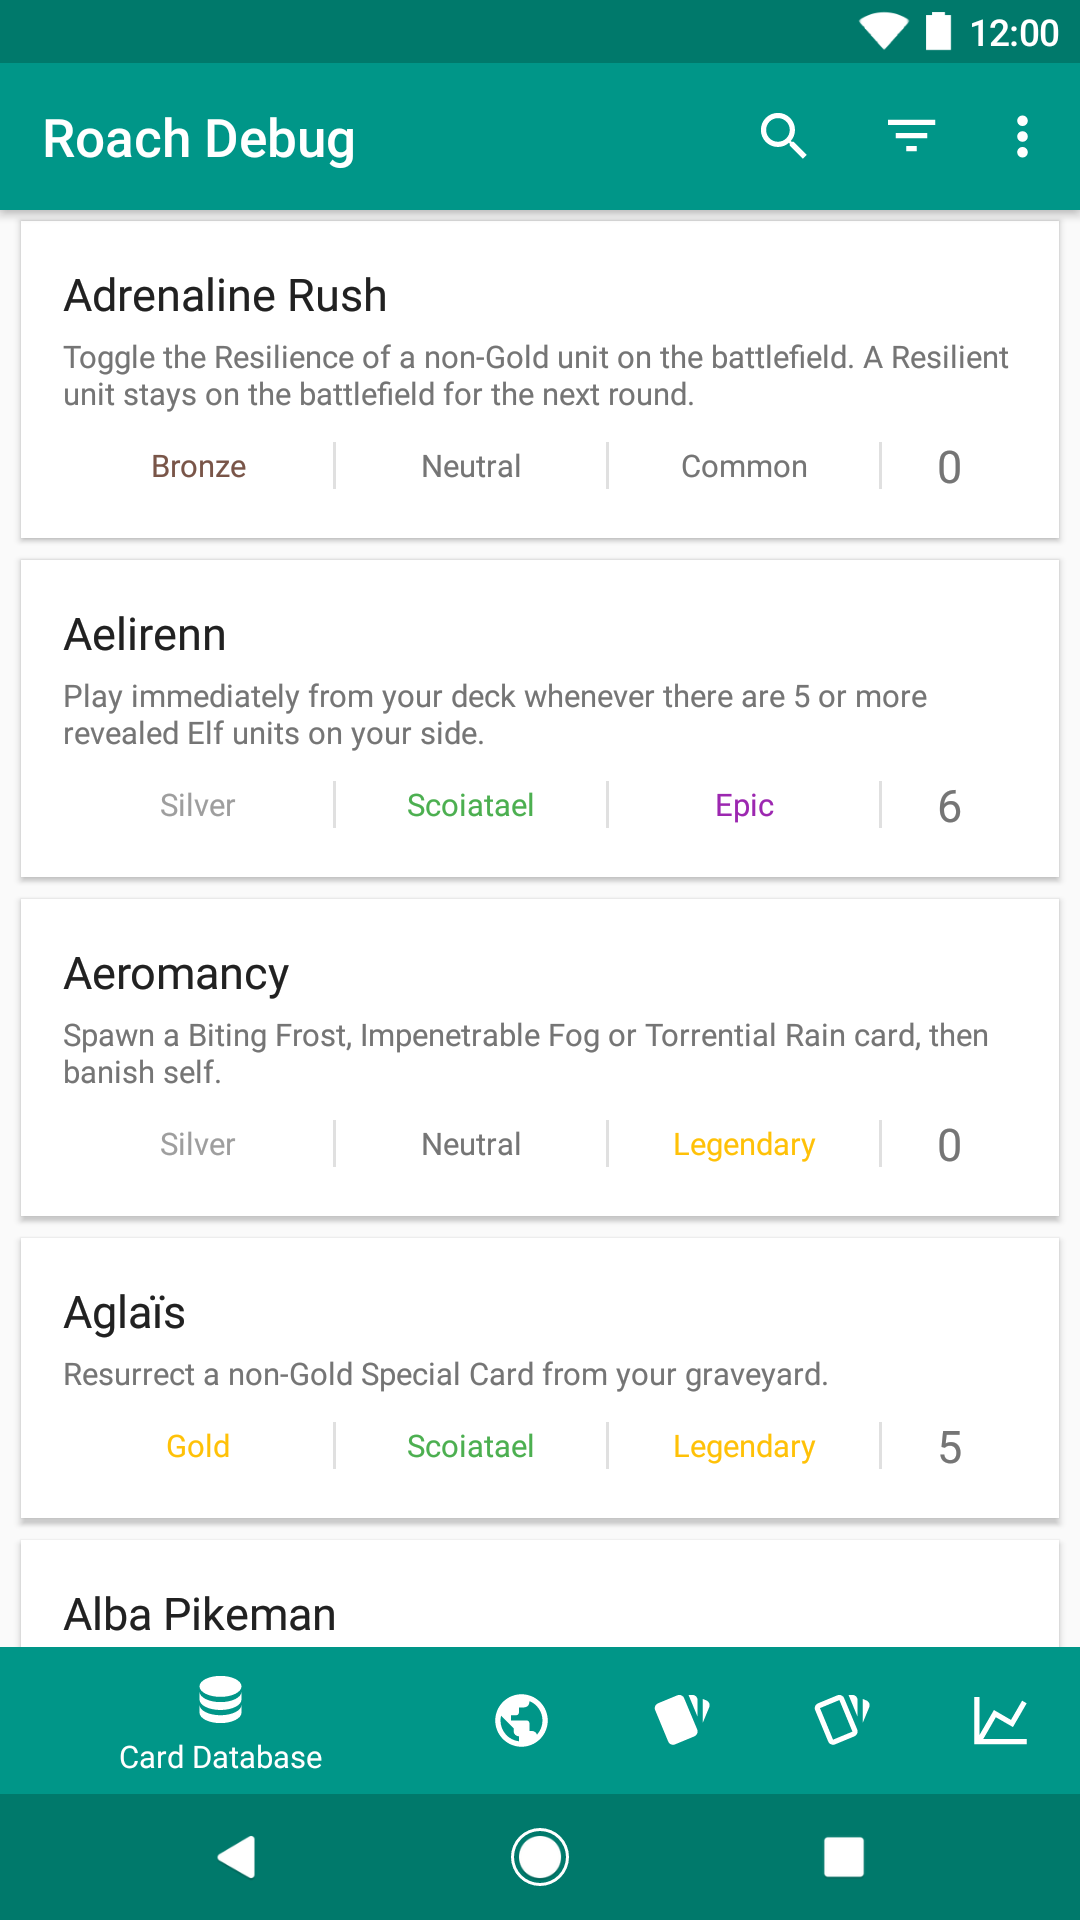 12:00
Roach Debug
Adrenaline Rush
Toggle the Resilience of a non-Gold unit on the battlefield. A Resilient
unit stays on the battlefield for the next round.
Bronze Neutral Common 0
Aelirenn
Play immediately from your deck whenever there are 5 or more
revealed Elf units on your side.
Silver Scoiatael Epic 6
Aeromancy
Spawn a Biting Frost, Impenetrable Fog or Torrential Rain card, then
banish self.
Silver Neutral Legendary 0
Aglaïs
Resurrect a non-Gold Special Card from your graveyard.
Gold Scoiatael Legendary 5
Alba Pikeman
Card Database